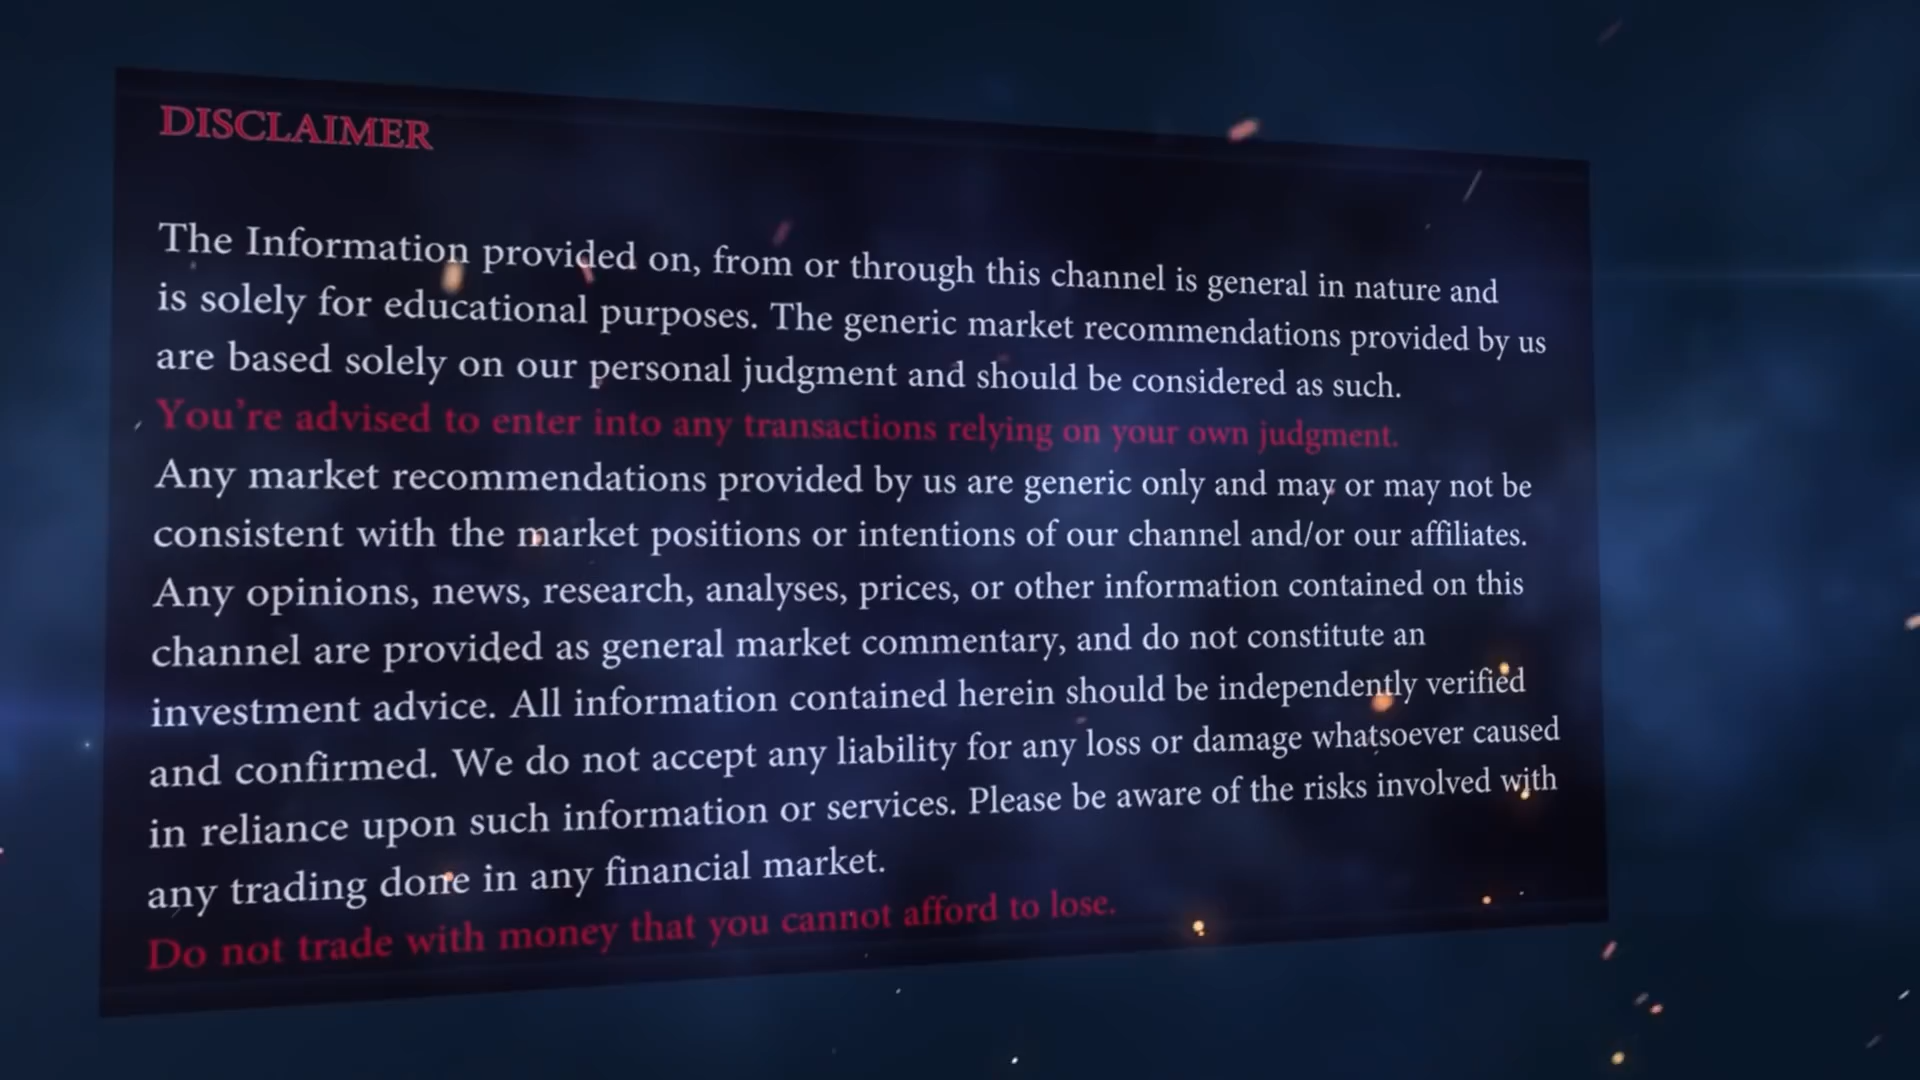 DISCLAIMER
The Information provided on, from or through this channel is general in nature and
is solely for educational purposes. The generic market recommendations provided by us
are based solely on our personal judgment and should be considered as such.
You're advised to enter into any transactions relying on your own judgment.
Any market recommendations provided by us are generic only and may or may not be
consistent with the market positions or intentions of our channel and/or our affiliates.
Any opinions, news, research, analyses, prices, or other information contained on this
channel are provided as general market commentary, and do not constitute an
investment advice. All information contained herein should be independently verified
and confirmed. We do not accept any liability for any loss or damage whatsoever caused
in reliance upon such information or services. Please be aware of the risks involved with
any trading done in any financial market.
Do not trade with money that you cannot afford to lose.